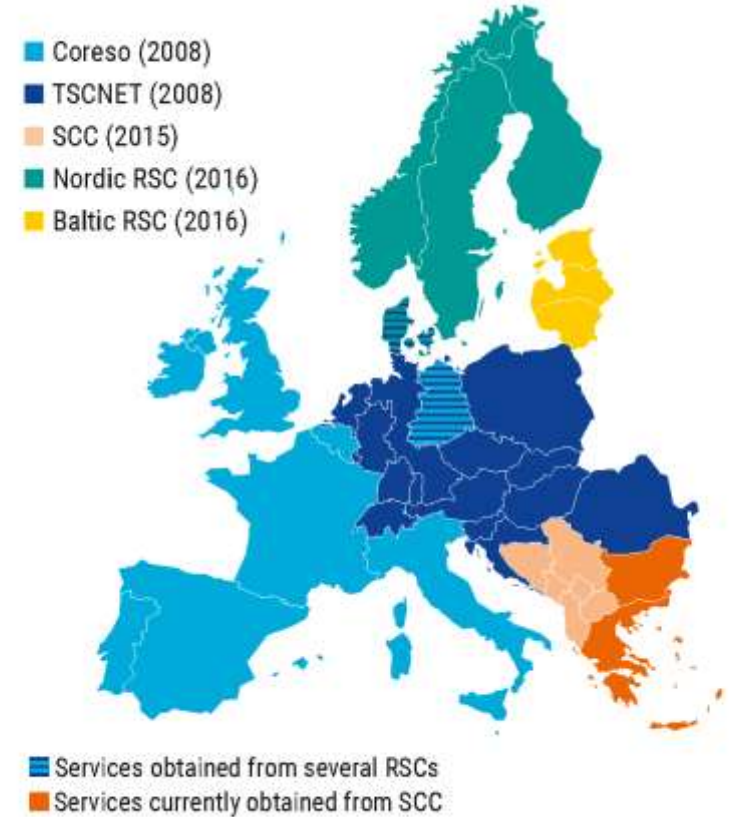 Coreso (2008)
TSCNET (2008)
SCC (2015)
Nordic RSC (2016)
Baltic RSC (2016)
Services obtained from several RSCs
Services currently obtained from SCC